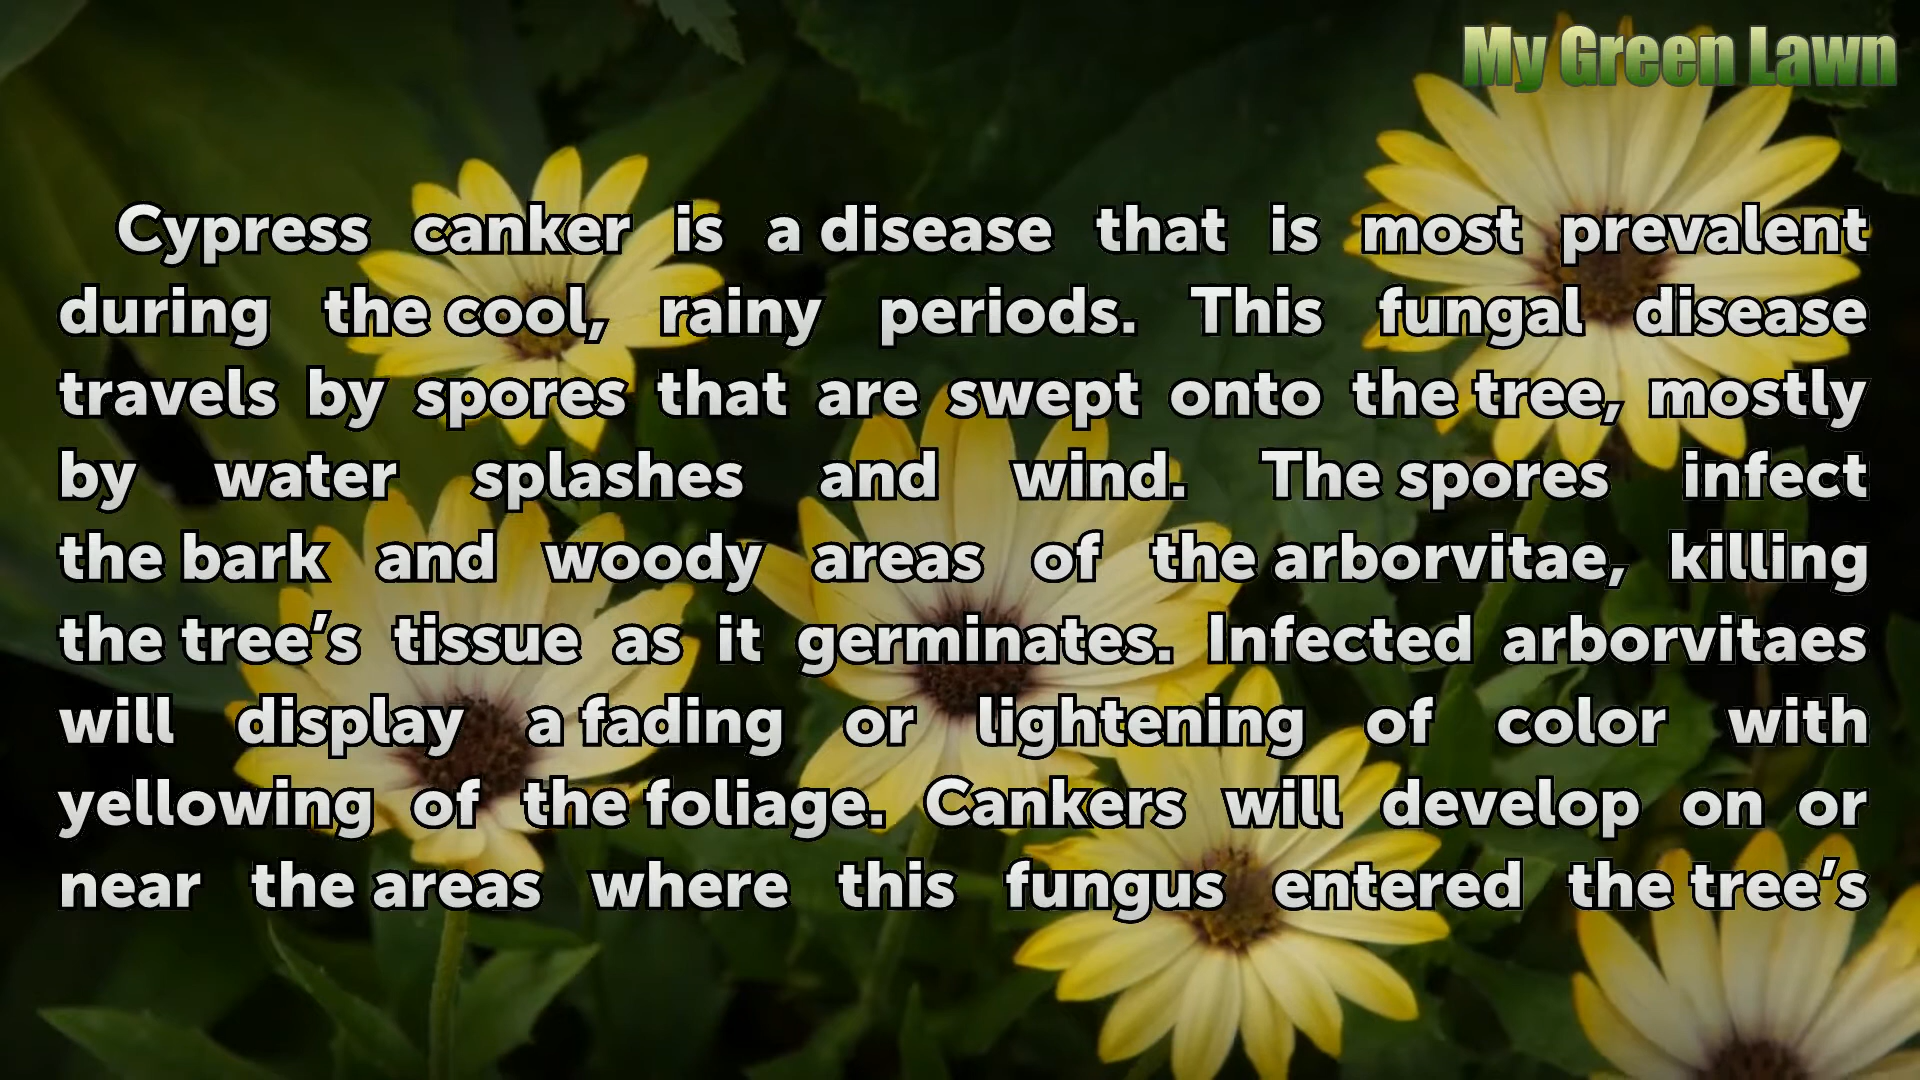 My Green Lawn
Cypress canker is a disease that is most prevalent
during the cool, rainy periods. This fungal disease
travels by spores that are swept onto the tree, mostly
by water splashes and wind. The spores infect
the bark and woody areas of the arborvitae, killing
the tree’s tissue as it germinates. Infected arborvitaes
will display a fading or lightening of color with
yellowing of the foliage. Cankers will develop on or
near the areas where this fungus entered the tree’s